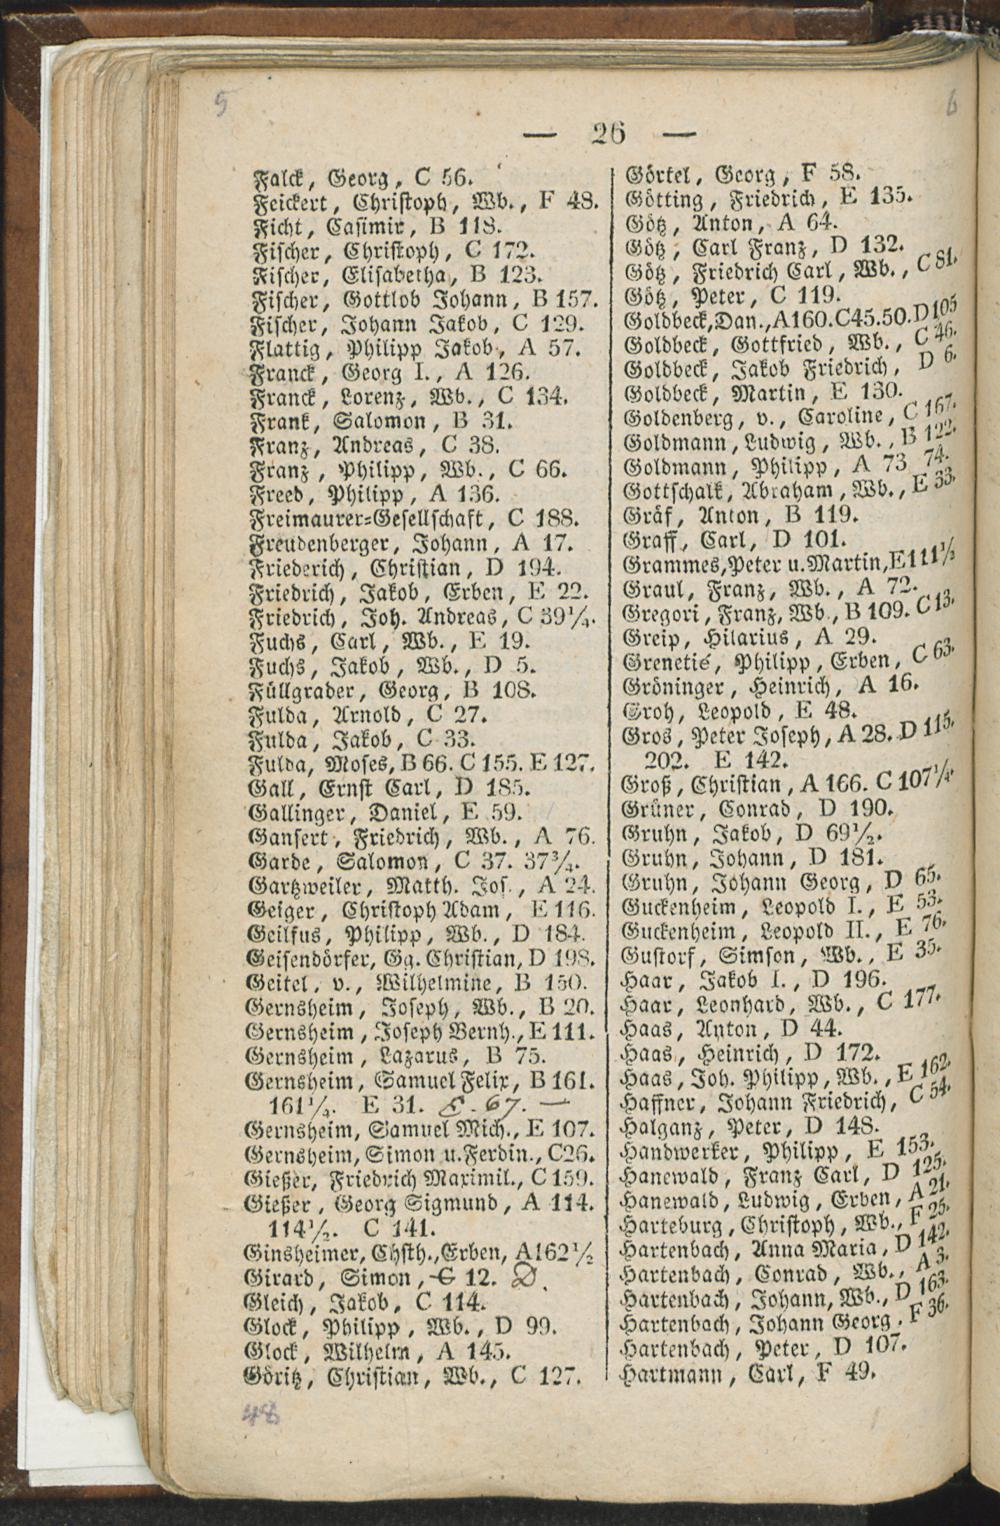 5
6
— 26 —
Falck, Georg, C 56.
Feickert, Christoph, Wb., F 48.
Ficht, Casimir, B 118.
Fischer, Christoph, C 172.
Fischer, Elisabetha, B 123.
Fischer, Gottlob Johann, B 157.
Fischer, Johann Jakob, C 129.
Flattig, Philipp Jakob, A 57.
Franck, Georg I., A 126.
Franck, Lorenz, Wb., C 134.
Frank, Salomon, B 31.
Franz, Andreas, C 38.
Franz, Philipp, Wb., C 66.
Freed, Philipp, A 136.
Freimaurer=Gesellschaft, C 188.
Freudenberger, Johann, A 17.
Friederich, Christian, D 194.
Friedrich, Jakob, Erben, E 22.
Friedrich, Joh. Andreas, C 39¼.
Fuchs, Carl, Wb., E 19.
Fuchs, Jakob, Wb., D 5.
Füllgrader, Georg, B 108.
Fulda, Arnold, C 27.
Fulda, Jakob, C 33.
Fulda, Moses, B 66. C 155. E 127.
Gall, Ernst Carl, D 185.
Gallinger, Daniel, E 59.
Gansert, Friedrich, Wb., A 76.
Garde, Salomon, C 37. 37¾.
Gartzweiler, Matth. Jos., A 24.
Geiger, Christoph Adam, E 116.
Geilfus, Philipp, Wb., D 184.
Geisendörfer, Gg. Christian, D 198.
Geitel, v., Wilhelmine, B 150.
Gernsheim, Joseph, Wb., B 20.
Gernsheim, Joseph Bernh., E 111.
Gernsheim, Lazarus, B 75.
Gernsheim, Samuel Felix, B 161.
161¼. E 31. E. 67. —
Gernsheim, Samuel Mich., E 107.
Gernsheim, Simon u. Ferdin., C26.
Gießer, Friedrich Maximil., C 159.
Gießer, Georg Sigmund, A 114.
114½. C 141.
Ginsheimer, Chsth., Erben, A162½
Girard, Simon, C 12. D.
Gleich, Jakob, C 114.
Glock, Philipp, Wb., D 99.
Glock, Wilhelm, A 145.
Göritz, Christian, Wb., C 127.
Görtel, Georg, F 58.
Götting, Friedrich, E 135.
Götz, Anton, A 64.
Götz, Carl Franz, D 132.
Götz, Friedrich Carl, Wb., C 81.
Götz, Peter, C 119.
Goldbeck, Dan., A160. C45.50. D105
Goldbeck, Gottfried, Wb., C 46.
Goldbeck, Jakob Friedrich, D 6.
Goldbeck, Martin, E 130.
Goldenberg, v., Caroline, C 167.
Goldmann, Ludwig, Wb., B 122.
Goldmann, Philipp, A 73 74.
Gottschalk, Abraham, Wb., E 33.
Gräf, Anton, B 119.
Graff, Carl, D 101.
Grammes, Peter u. Martin, E111½
Graul, Franz, Wb., A 72.
Gregori, Franz, Wb., B 109. C 13.
Greip, Hilarius, A 29.
Grenetis, Philipp, Erben, C 63.
Gröninger, Heinrich, A 16.
Groh, Leopold, E 48.
Gros, Peter Joseph, A 28. D 115.
202. E 142.
Groß, Christian, A 166. C 107¼.
Grüner, Conrad, D 190.
Gruhn, Jakob, D 69½.
Gruhn, Johann, D 181.
Gruhn, Johann Georg, D 65.
Guckenheim, Leopold I., E 53.
Guckenheim, Leopold II., E 76.
Gustorf, Simson, Wb., E 35.
Haar, Jakob I., D 196.
Haar, Leonhard, Wb., C 177.
Haas, Anton, D 44.
Haas, Heinrich, D 172.
Haas, Joh. Philipp, Wb., E 162.
Haffner, Johann Friedrich, C 54.
Halganz, Peter, D 148.
Handwerker, Philipp, E 153.
Hanewald, Franz Carl, D 125.
Hanewald, Ludwig, Erben, A 21.
Harteburg, Christoph, Wb., F 25.
Hartenbach, Anna Maria, D 142.
Hartenbach, Conrad, Wb., A 3.
Hartenbach, Johann, Wb., D 163.
Hartenbach, Johann Georg. F 36.
Hartenbach, Peter, D 107.
Hartmann, Carl, F 49.
48